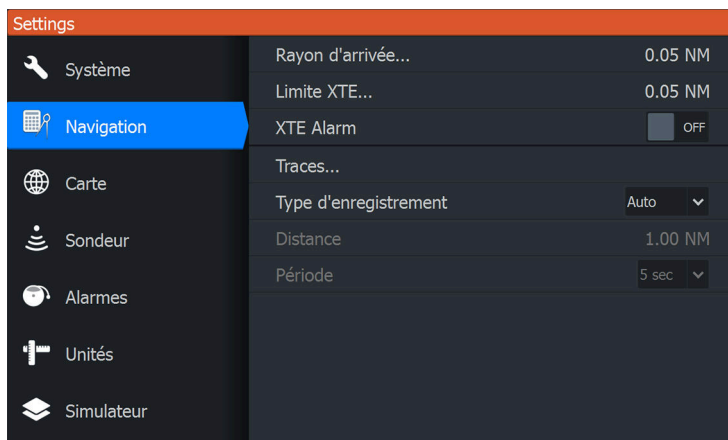 Settings
Système
Navigation
Carte
Sondeur
Alarmes
Unités
Simulateur
Rayon d'arrivée... 0.05 NM
Limite XTE... 0.05 NM
XTE Alarm OFF
Traces...
Type d'enregistrement Auto
Distance 1.00 NM
Période 5 sec